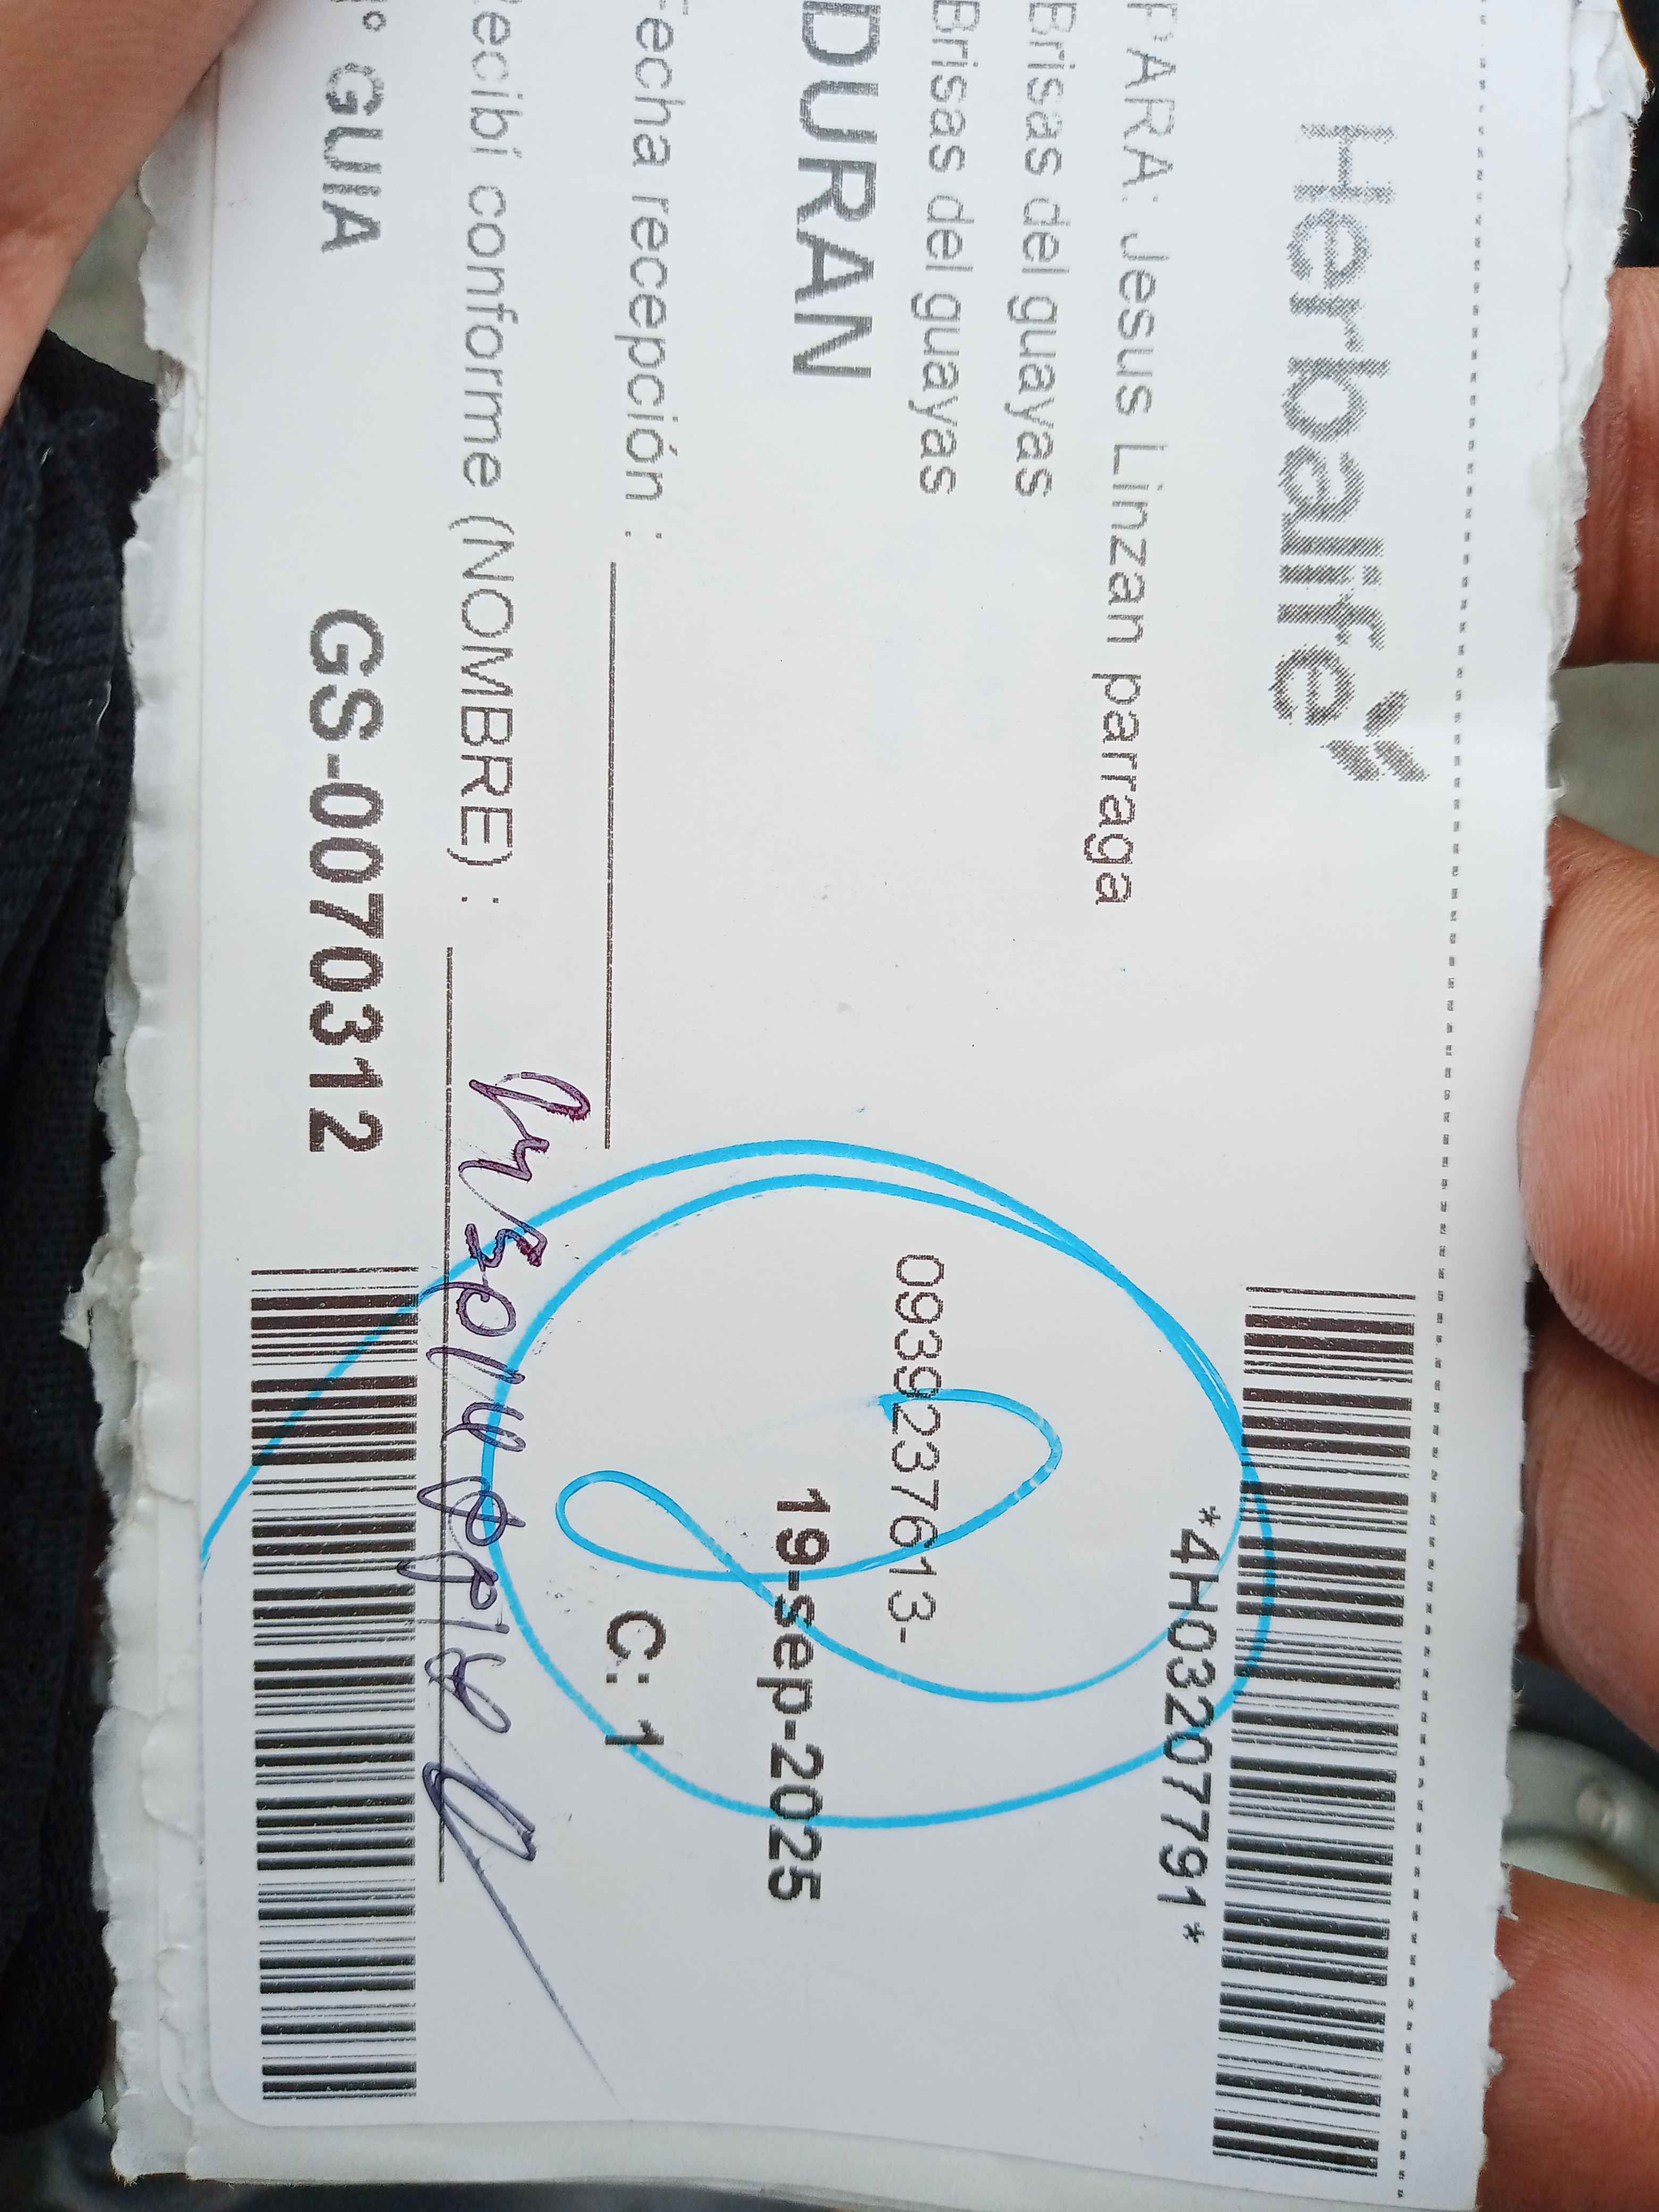 Herbalife
*4H03207791*
PARA: Jesus Linzan parraga
Brisas del guayas
Brisas del guayas 0939237613-
DURAN 19-sep-2025
Fecha recepción : C: 1
Recibí conforme (NOMBRE) :
N° GUIA GS-0070312